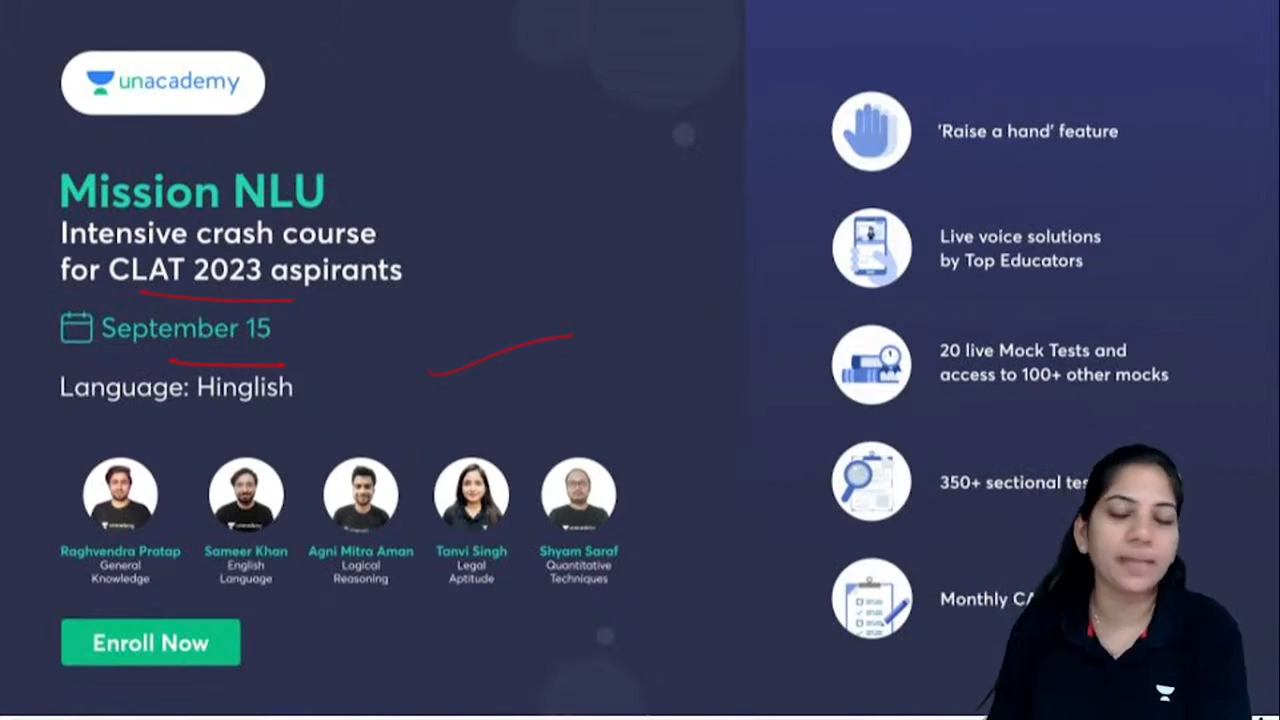 unacademy
Mission NLU
Intensive crash course
for CLAT 2023 aspirants
September 15
Language: Hinglish
Raghvendra Pratap
General
Knowledge
Sameer Khan
English
Language
Agni Mitra Aman
Logical
Reasoning
Tanvi Singh
Legal
Aptitude
Shyam Saraf
Quantitative
Techniques
Enroll Now
'Raise a hand' feature
Live voice solutions
by Top Educators
20 live Mock Tests and
access to 100+ other mocks
350+ sectional
Monthly